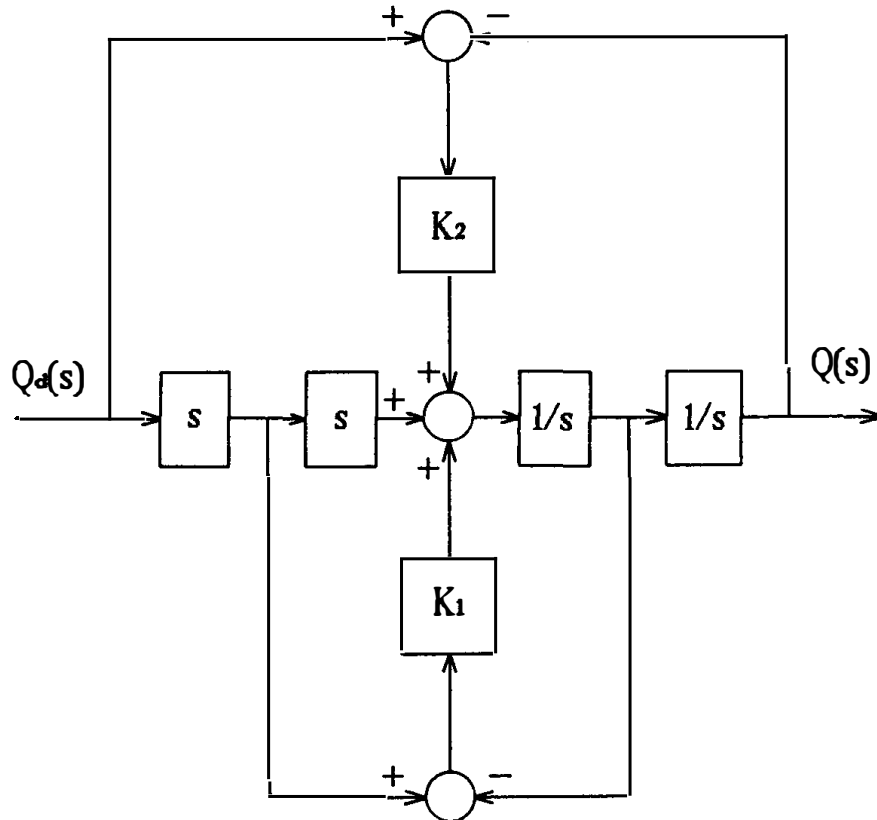 + −
K₂
Qd(s) + Q(s)
s s + 1/s 1/s
+
K₁
+ −